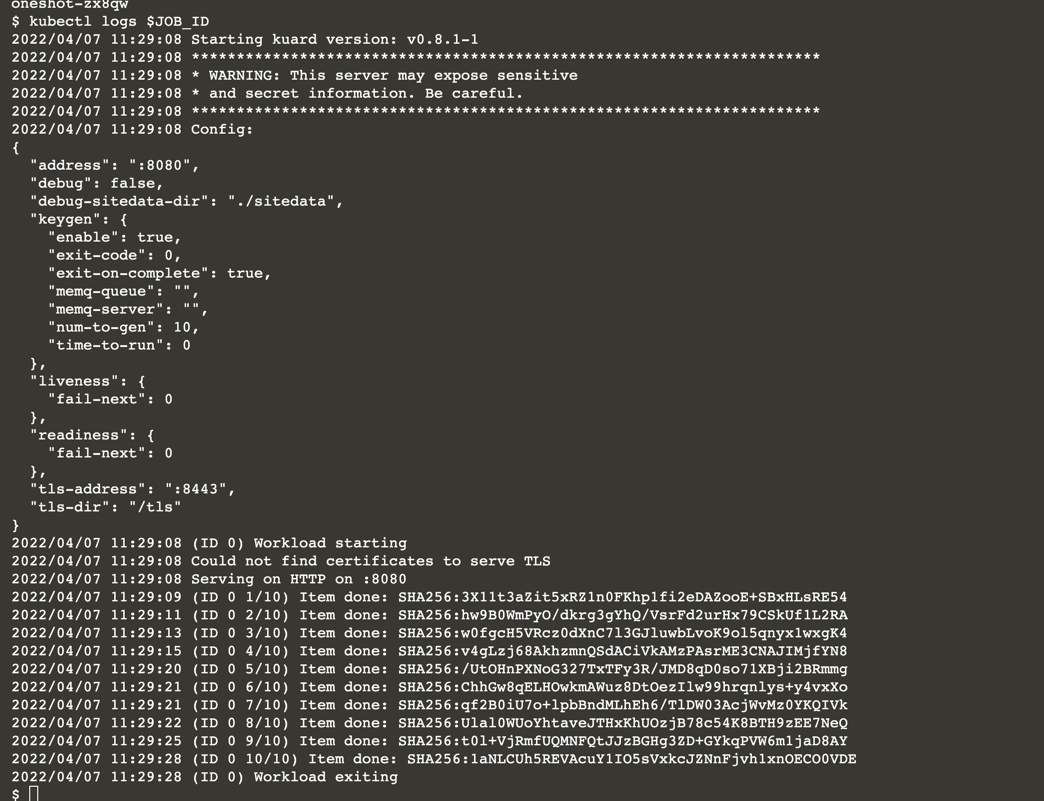 oneshot-zx8qw
$ kubectl logs $JOB_ID
2022/04/07 11:29:08 Starting kuard version: v0.8.1-1
2022/04/07 11:29:08 **********************************************************************
2022/04/07 11:29:08 * WARNING: This server may expose sensitive
2022/04/07 11:29:08 * and secret information. Be careful.
2022/04/07 11:29:08 **********************************************************************
2022/04/07 11:29:08 Config:
{
  "address": ":8080",
  "debug": false,
  "debug-sitedata-dir": "./sitedata",
  "keygen": {
    "enable": true,
    "exit-code": 0,
    "exit-on-complete": true,
    "memq-queue": "",
    "memq-server": "",
    "num-to-gen": 10,
    "time-to-run": 0
  },
  "liveness": {
    "fail-next": 0
  },
  "readiness": {
    "fail-next": 0
  },
  "tls-address": ":8443",
  "tls-dir": "/tls"
}
2022/04/07 11:29:08 (ID 0) Workload starting
2022/04/07 11:29:08 Could not find certificates to serve TLS
2022/04/07 11:29:08 Serving on HTTP on :8080
2022/04/07 11:29:09 (ID 0 1/10) Item done: SHA256:3X1lt3aZit5xRZ1n0FKhp1fi2eDAZooE+SBxHLsRE54
2022/04/07 11:29:11 (ID 0 2/10) Item done: SHA256:hw9B0WmPyO/dkrg3gYhQ/VsrFd2urHx79CSkUf1L2RA
2022/04/07 11:29:13 (ID 0 3/10) Item done: SHA256:w0fgcH5VRcz0dXnC7l3GJluwbLvoK9ol5qnyx1wxgK4
2022/04/07 11:29:15 (ID 0 4/10) Item done: SHA256:v4gLzj68AkhzmnQSdACiVkAMzPAsrME3CNAJIMjfYN8
2022/04/07 11:29:20 (ID 0 5/10) Item done: SHA256:/UtOHnPXNoG327TxTFy3R/JMD8qD0so71XBji2BRmmg
2022/04/07 11:29:21 (ID 0 6/10) Item done: SHA256:ChhGw8qELHOwkmAWuz8DtOezIlw99hrqnlys+y4vxXo
2022/04/07 11:29:21 (ID 0 7/10) Item done: SHA256:qf2B0iU7o+lpbBndMLhEh6/TlDW03AcjWvMz0YKQIVk
2022/04/07 11:29:22 (ID 0 8/10) Item done: SHA256:Ulal0WUoYhtaveJTHxKhUOzjB78c54K8BTH9zEE7NeQ
2022/04/07 11:29:25 (ID 0 9/10) Item done: SHA256:t0l+VjRmfUQMNFQtJJzBGHg3ZD+GYkqPVW6mljaD8AY
2022/04/07 11:29:28 (ID 0 10/10) Item done: SHA256:1aNLCUh5REVAcuY1IO5sVxkcJZNnFjvh1xnOECO0VDE
2022/04/07 11:29:28 (ID 0) Workload exiting
$